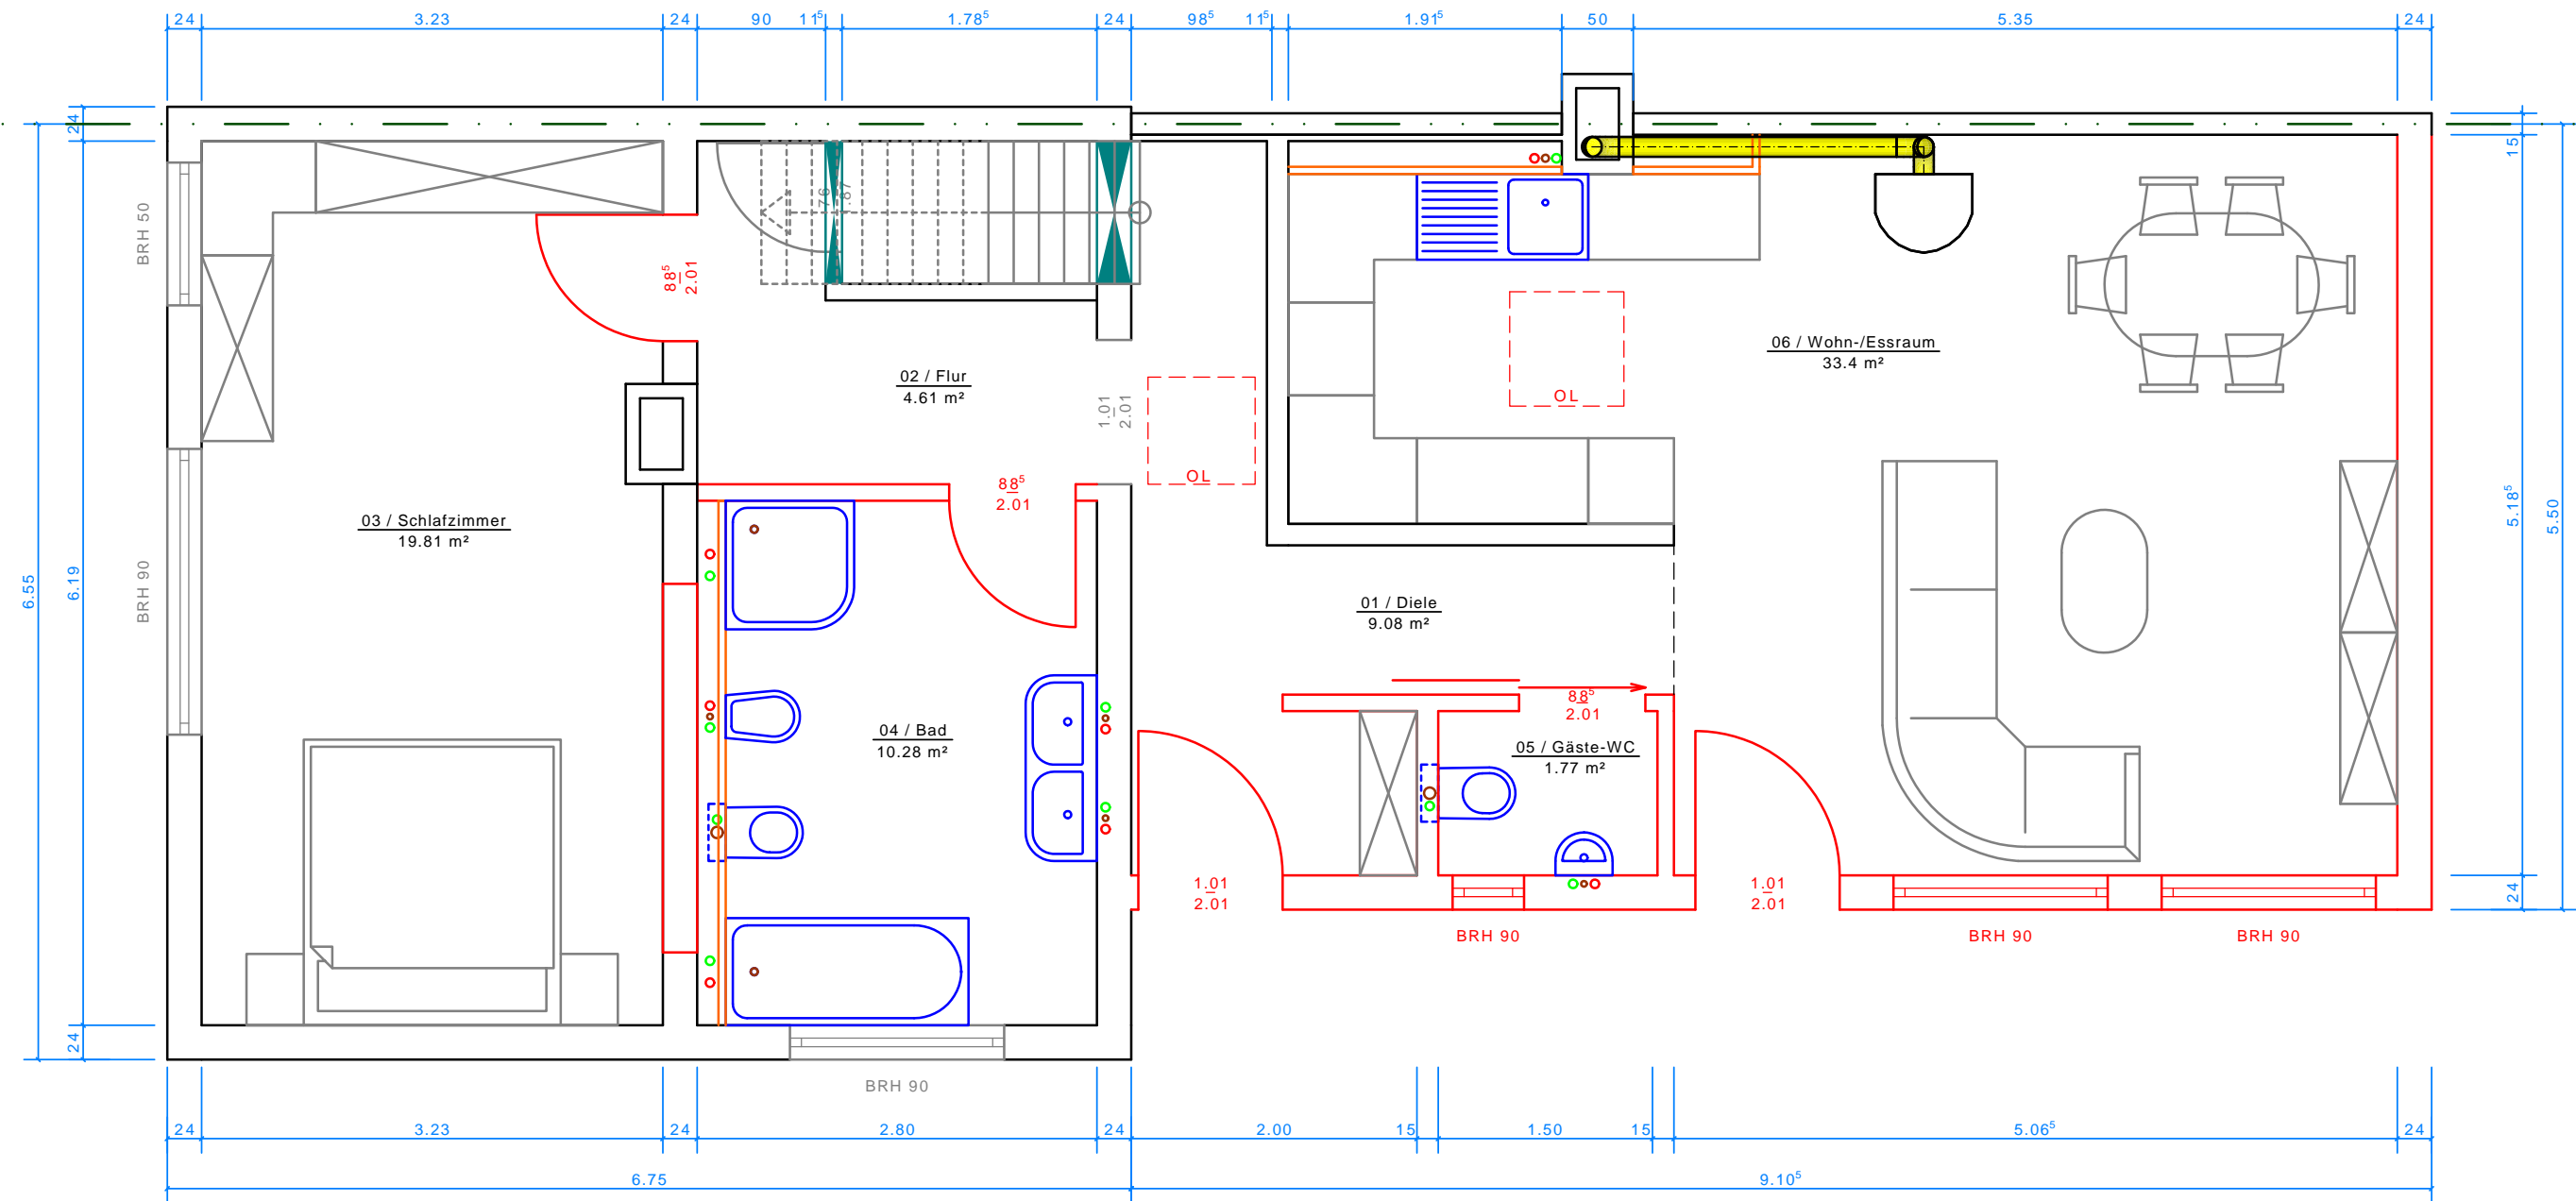 24 3.23 24 90 11⁵ 1.78⁵ 24 98⁵ 11⁵ 1.91⁵ 50 5.35 24
24
15
BRH 50
88⁵
2.01
02 / Flur
4.61 m²
1.01
2.01
OL
OL
06 / Wohn-/Essraum
33.4 m²
03 / Schlafzimmer
19.81 m²
88⁵
2.01
5.18⁵
5.50
6.55
6.19
BRH 90
01 / Diele
9.08 m²
88⁵
2.01
04 / Bad
10.28 m²
05 / Gäste-WC
1.77 m²
1.01
2.01
1.01
2.01
24
BRH 90
BRH 90
BRH 90
24
BRH 90
24 3.23 24 2.80 24 2.00 15 1.50 15 5.06⁵ 24
6.75 9.10⁵